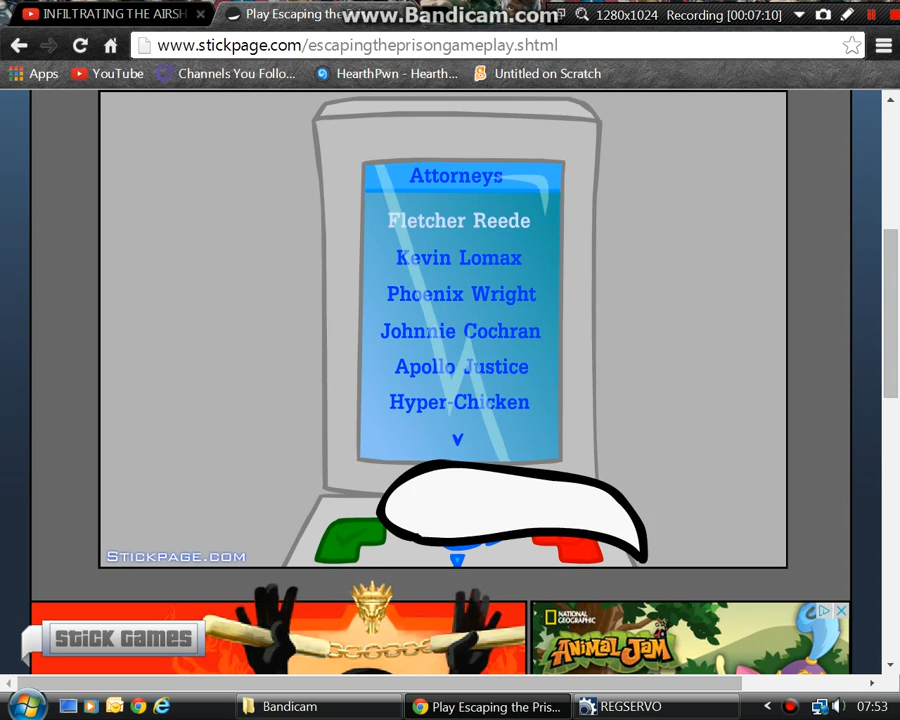 INFILTRATING THE AIRSH
Play Escaping the
www.Bandicam.com
1280x1024
Recording [00:07:10]
www.stickpage.com/escapingtheprisongameplay.shtml
Apps
YouTube
Channels You Follo...
HearthPwn - Hearth...
Untitled on Scratch
Attorneys
Fletcher Reede
Kevin Lomax
Phoenix Wright
Johnnie Cochran
Apollo Justice
Hyper-Chicken
STICKPAGE.COM
STICK GAMES
NATIONAL
GEOGRAPHIC
ANIMAL JAM
Bandicam
Play Escaping the Pris...
REGSERVO
07:53